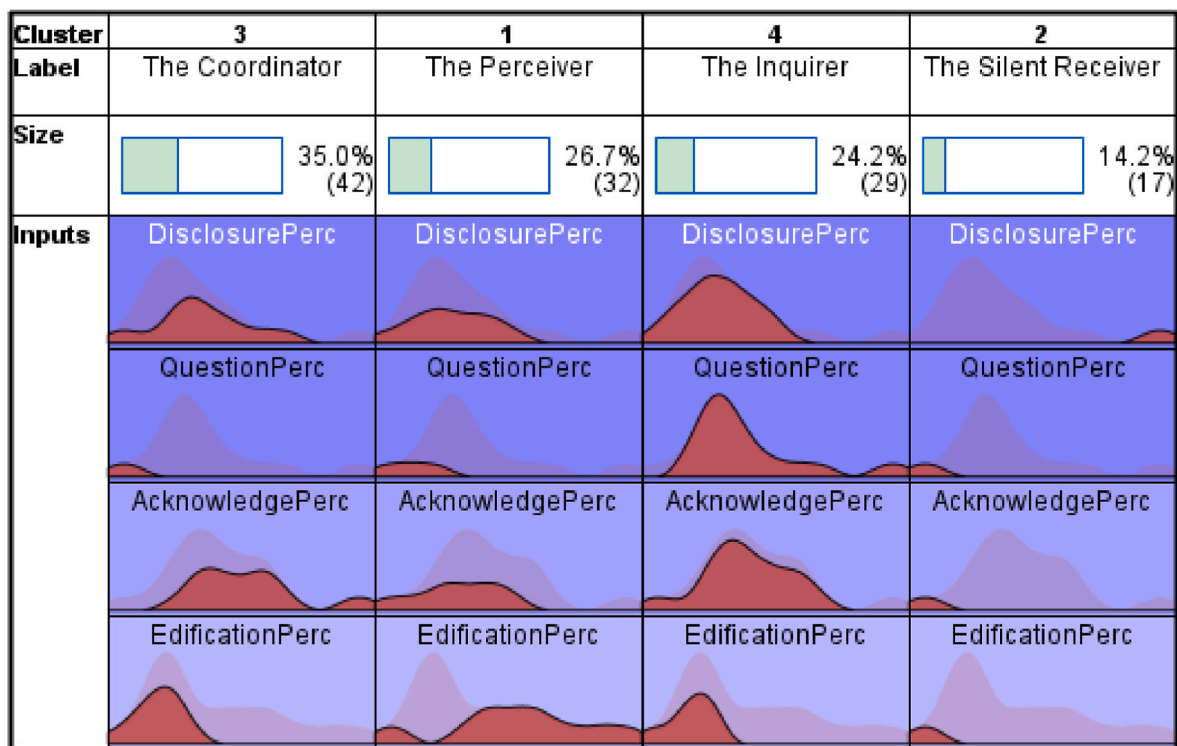 Cluster 3 1 4 2
Label The Coordinator The Perceiver The Inquirer The Silent Receiver
Size
35.0% 26.7% 24.2% 14.2%
(42) (32) (29) (17)
Inputs DisclosurePerc DisclosurePerc DisclosurePerc DisclosurePerc
QuestionPerc QuestionPerc QuestionPerc QuestionPerc
AcknowledgePerc AcknowledgePerc AcknowledgePerc AcknowledgePerc
EdificationPerc EdificationPerc EdificationPerc EdificationPerc